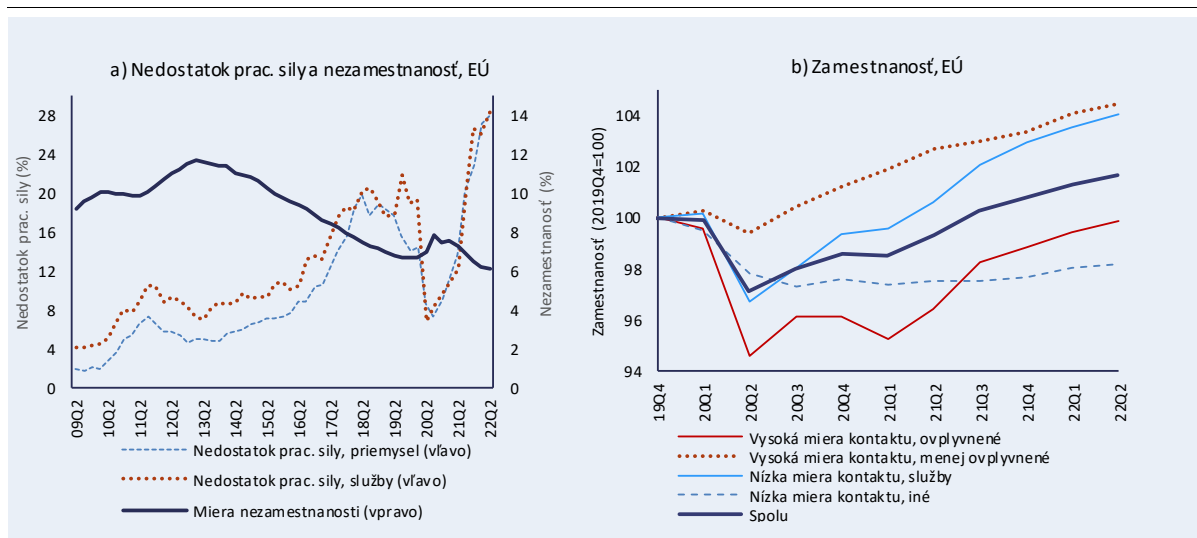 a) Nedostatok prac. sily a nezamestnanosť, EÚ
Nedostatok prac. sily (%)
28
24
20
16
12
8
4
0
14
12
10
8
6
4
2
0
Nezamestnanosť (%)
09Q2
10Q2
11Q2
12Q2
13Q2
14Q2
15Q2
16Q2
17Q2
18Q2
19Q2
20Q2
21Q2
22Q2
Nedostatok prac. sily, priemysel (vľavo)
Nedostatok prac. sily, služby (vľavo)
Miera nezamestnanosti (vpravo)
b) Zamestnanosť, EÚ
Zamestnanosť (2019Q4=100)
104
102
100
98
96
94
19Q4
20Q1
20Q2
20Q3
20Q4
21Q1
21Q2
21Q3
21Q4
22Q1
22Q2
Vysoká miera kontaktu, ovplyvnené
Vysoká miera kontaktu, menej ovplyvnené
Nízka miera kontaktu, služby
Nízka miera kontaktu, iné
Spolu